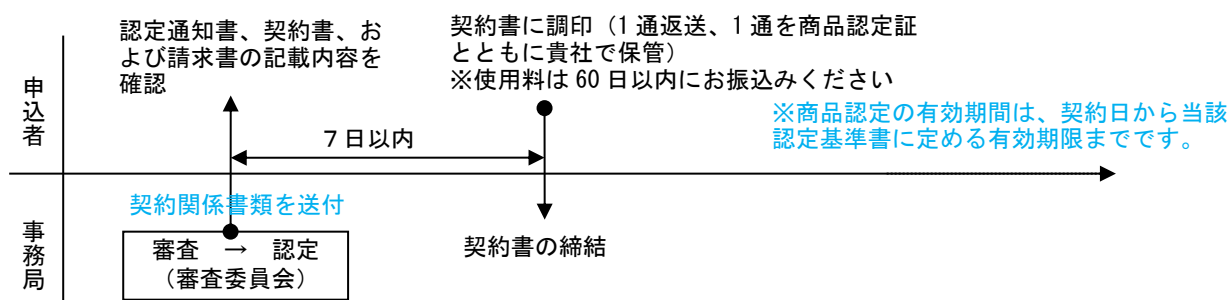 認定通知書、契約書、お
よび請求書の記載内容を
確認
契約書に調印（1 通返送、1 通を商品認定証
とともに貴社で保管）
※使用料は 60 日以内にお振込みください
申込者
※商品認定の有効期間は、契約日から当該
認定基準書に定める有効期限までです。
７日以内
契約関係書類を送付
事務局
審査　→　認定
（審査委員会）
契約書の締結